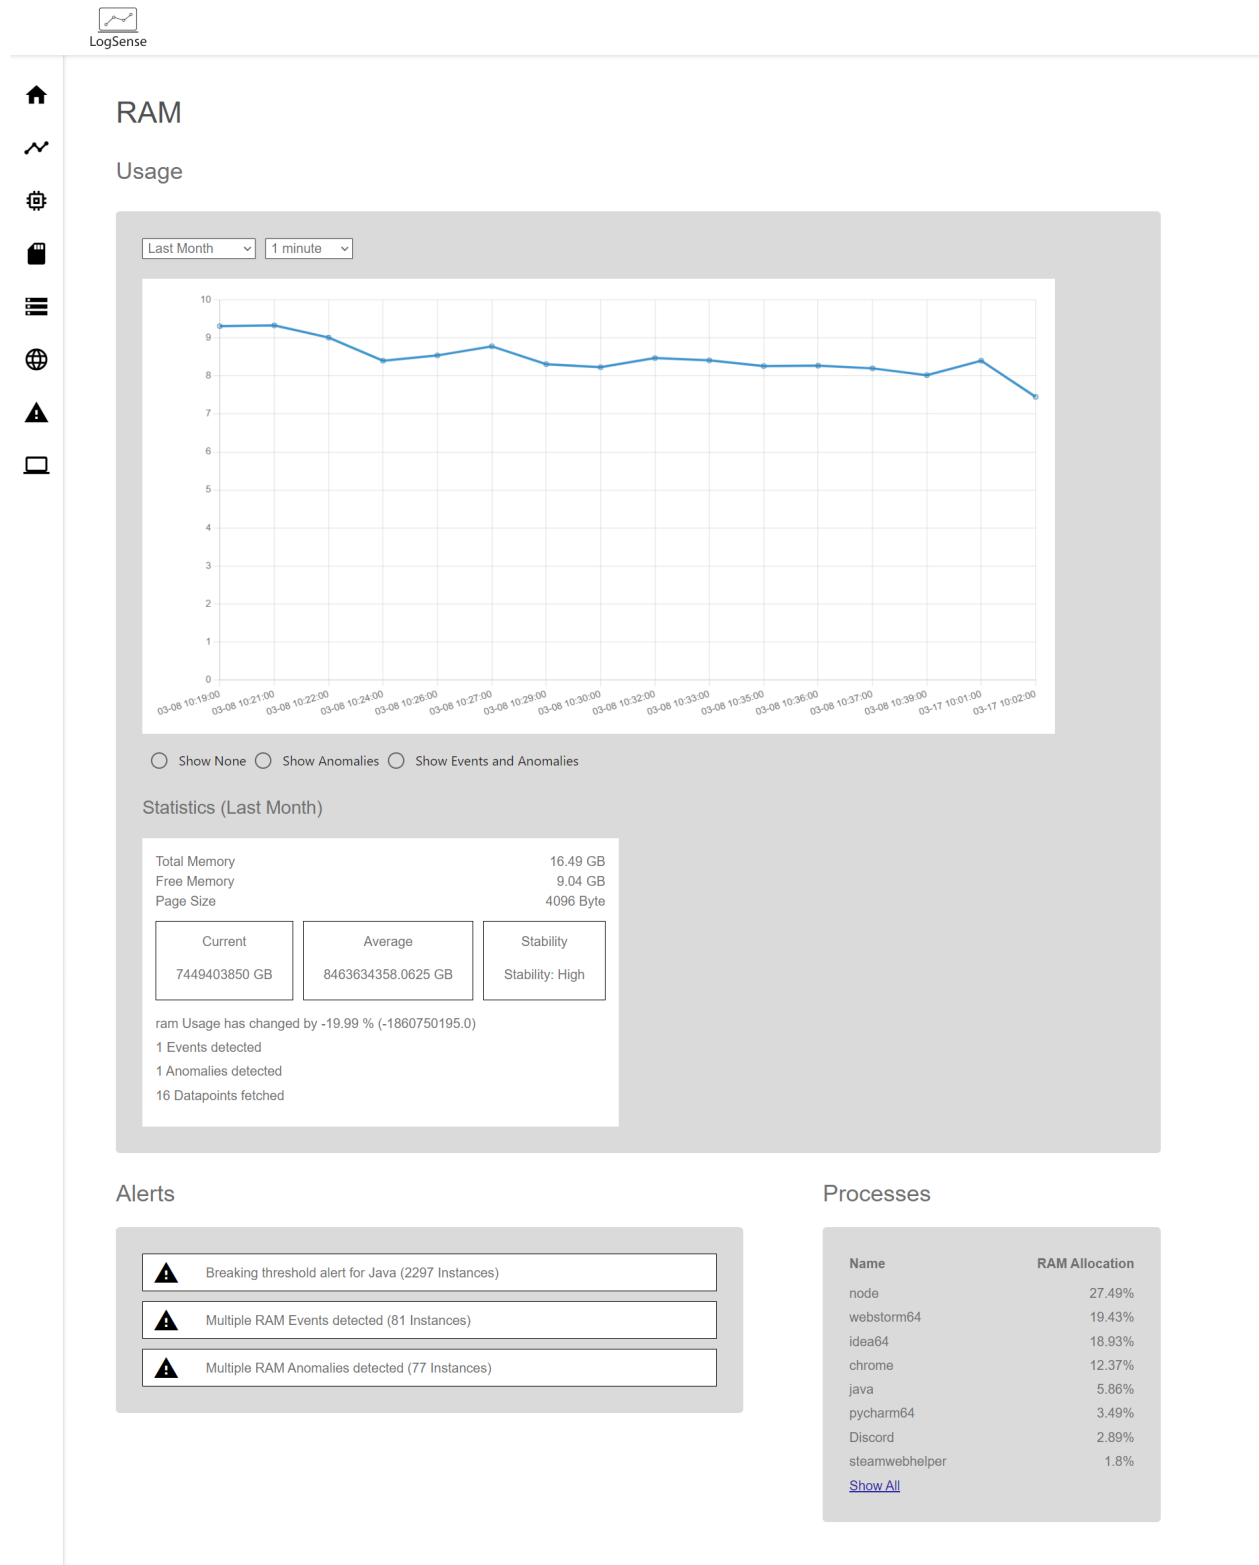 LogSense
RAM
Usage
Last Month 1 minute
10
9
8
7
6
5
4
3
2
1
0
03-08 10:19:00 03-08 10:21:00 03-08 10:22:00 03-08 10:24:00 03-08 10:26:00 03-08 10:27:00 03-08 10:29:00 03-08 10:30:00 03-08 10:32:00 03-08 10:33:00 03-08 10:35:00 03-08 10:36:00 03-08 10:37:00 03-08 10:39:00 03-17 10:01:00 03-17 10:02:00
Show None Show Anomalies Show Events and Anomalies
Statistics (Last Month)
Total Memory 16.49 GB
Free Memory 9.04 GB
Page Size 4096 Byte
Current Average Stability
7449403850 GB 8463634358.0625 GB Stability: High
ram Usage has changed by -19.99 % (-1860750195.0)
1 Events detected
1 Anomalies detected
16 Datapoints fetched
Alerts
Breaking threshold alert for Java (2297 Instances)
Multiple RAM Events detected (81 Instances)
Multiple RAM Anomalies detected (77 Instances)
Processes
Name RAM Allocation
node 27.49%
webstorm64 19.43%
idea64 18.93%
chrome 12.37%
java 5.86%
pycharm64 3.49%
Discord 2.89%
steamwebhelper 1.8%
Show All